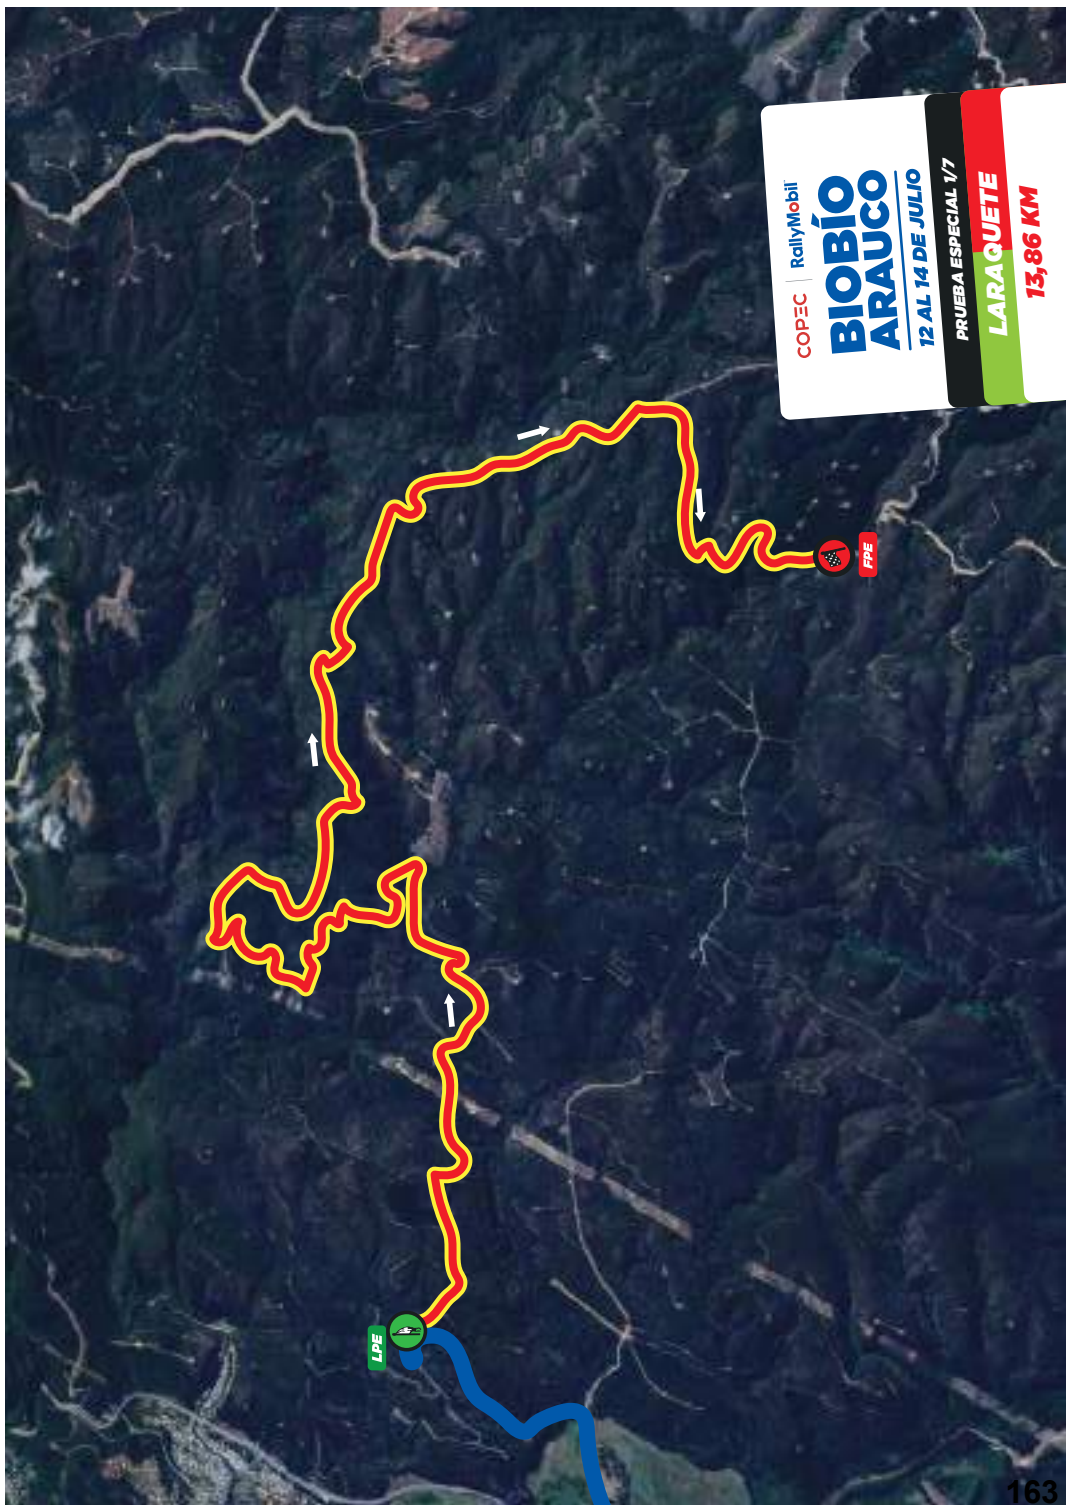 COPEC | RallyMobil
BIOBÍO
ARAUCO
12 AL 14 DE JULIO
PRUEBA ESPECIAL 1/7
LARAQUETE
13,86 KM
FPE
LPE
163